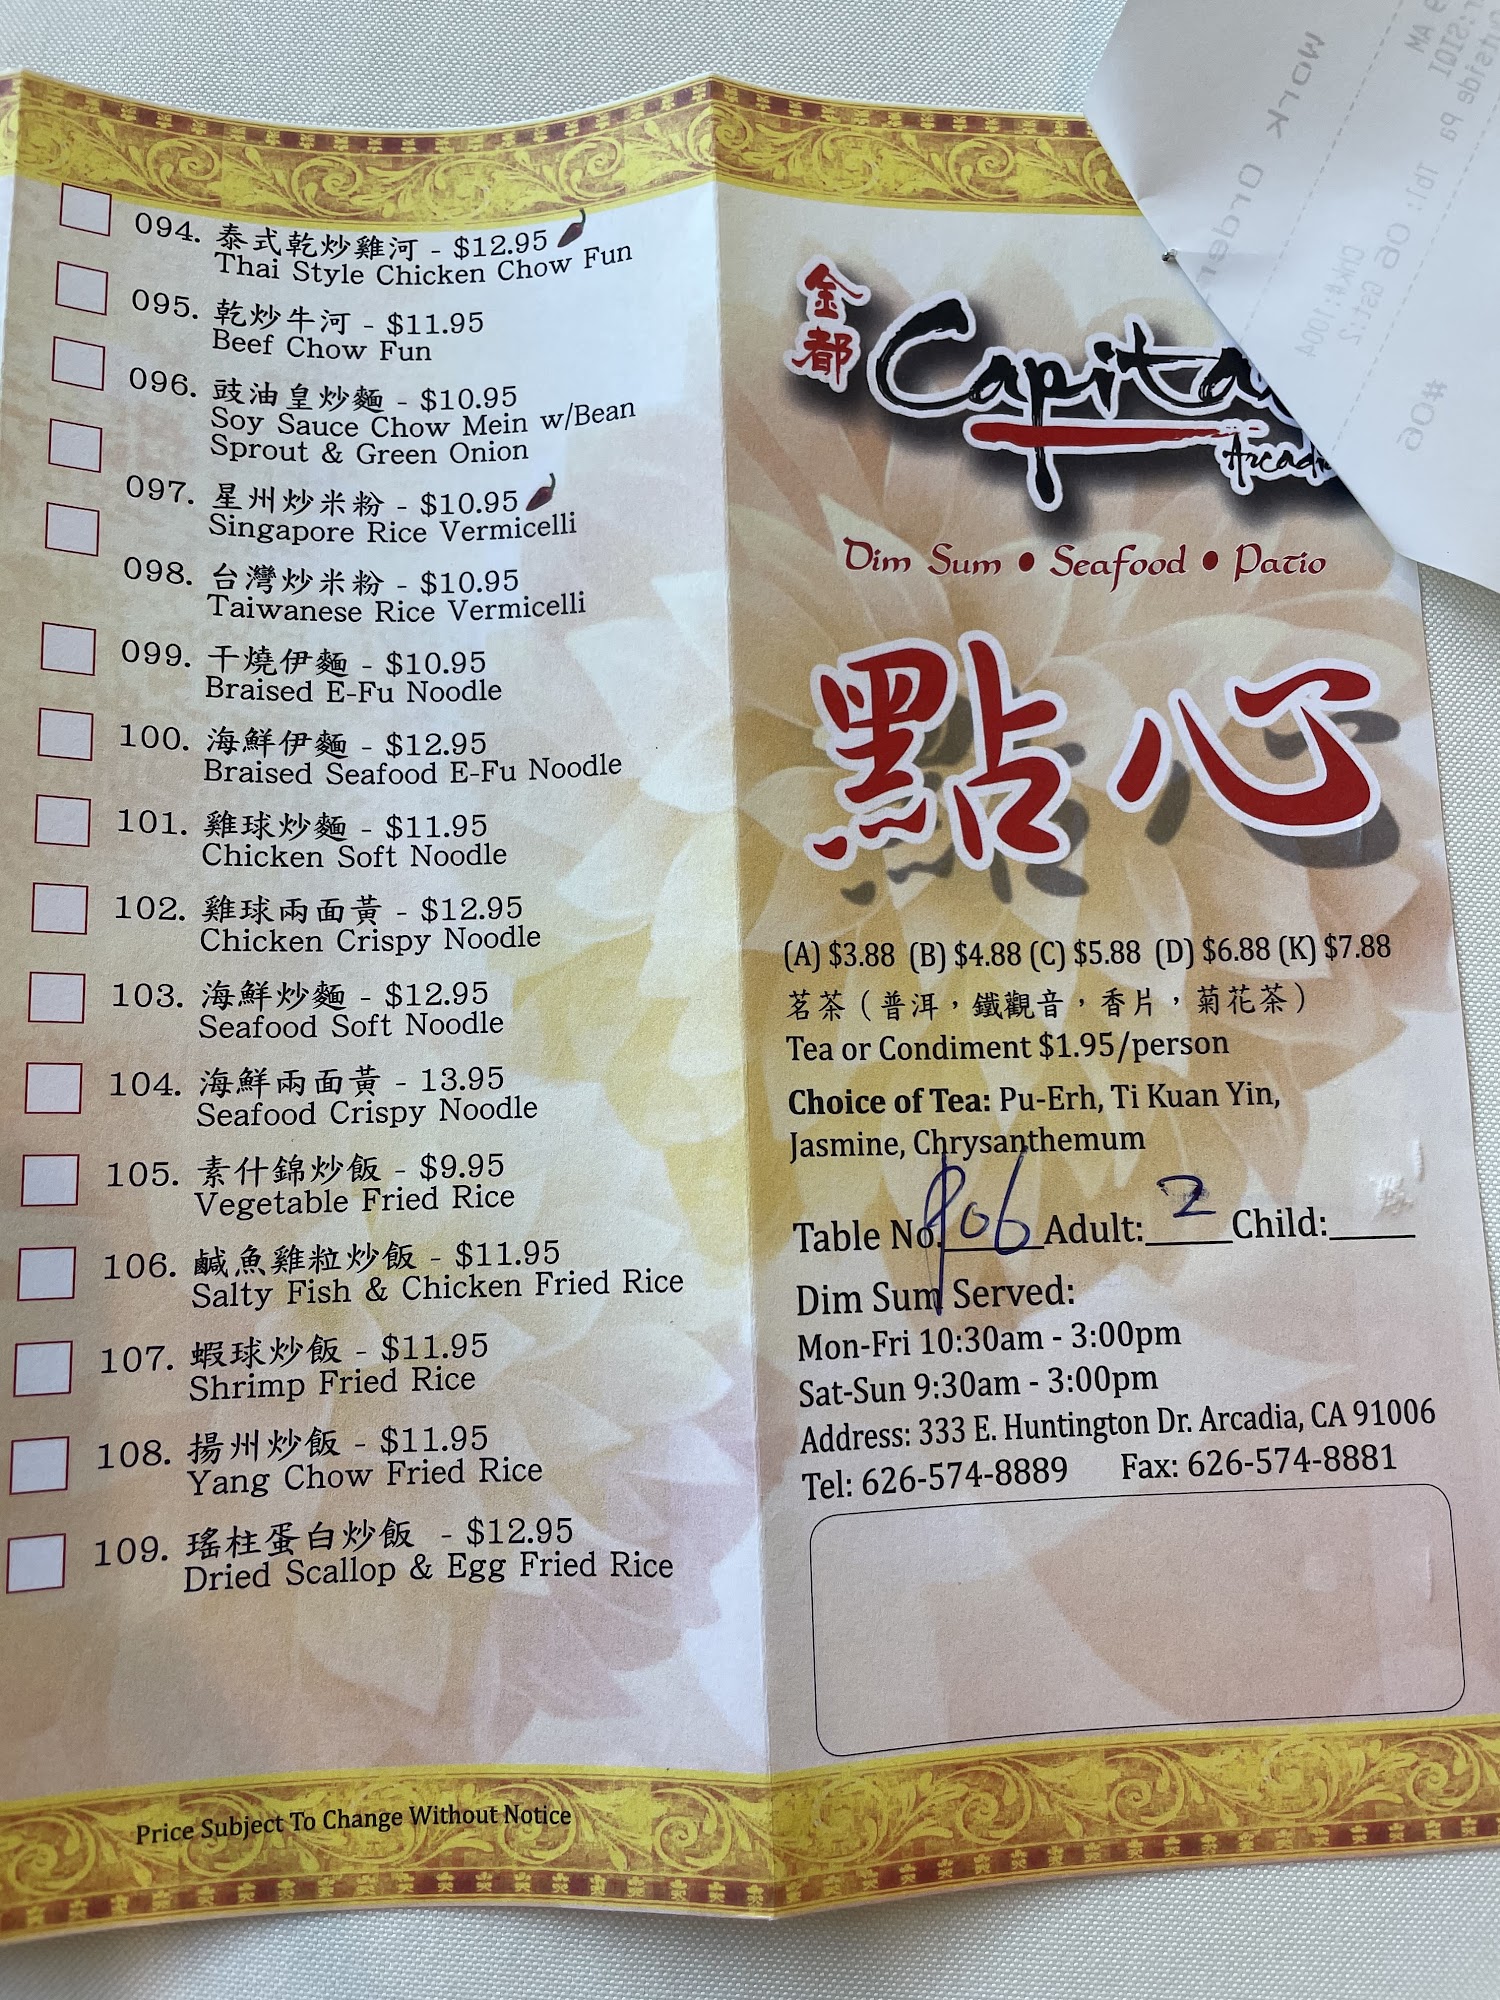 094. 泰式乾炒雞河 - $12.95
Thai Style Chicken Chow Fun
095. 乾炒牛河 - $11.95
Beef Chow Fun
096. 豉油皇炒麵 - $10.95
Soy Sauce Chow Mein w/Bean
Sprout & Green Onion
097. 星州炒米粉 - $10.95
Singapore Rice Vermicelli
098. 台灣炒米粉 - $10.95
Taiwanese Rice Vermicelli
099. 干燒伊麵 - $10.95
Braised E-Fu Noodle
100. 海鮮伊麵 - $12.95
Braised Seafood E-Fu Noodle
101. 雞球炒麵 - $11.95
Chicken Soft Noodle
102. 雞球兩面黃 - $12.95
Chicken Crispy Noodle
103. 海鮮炒麵 - $12.95
Seafood Soft Noodle
104. 海鮮兩面黃 - 13.95
Seafood Crispy Noodle
105. 素什錦炒飯 - $9.95
Vegetable Fried Rice
106. 鹹魚雞粒炒飯 - $11.95
Salty Fish & Chicken Fried Rice
107. 蝦球炒飯 - $11.95
Shrimp Fried Rice
108. 揚州炒飯 - $11.95
Yang Chow Fried Rice
109. 瑤柱蛋白炒飯 - $12.95
Dried Scallop & Egg Fried Rice
Price Subject To Change Without Notice
金都
Capital
Arcadia
Dim Sum • Seafood • Patio
點心
(A) $3.88 (B) $4.88 (C) $5.88 (D) $6.88 (K) $7.88
茗茶（普洱，鐵觀音，香片，菊花茶）
Tea or Condiment $1.95/person
Choice of Tea: Pu-Erh, Ti Kuan Yin,
Jasmine, Chrysanthemum
Table No. P06 Adult: 2 Child:
Dim Sum Served:
Mon-Fri 10:30am - 3:00pm
Sat-Sun 9:30am - 3:00pm
Address: 333 E. Huntington Dr. Arcadia, CA 91006
Tel: 626-574-8889 Fax: 626-574-8881
Work Order
#06
Tbl: 06 Gst:2
Chk#:1004